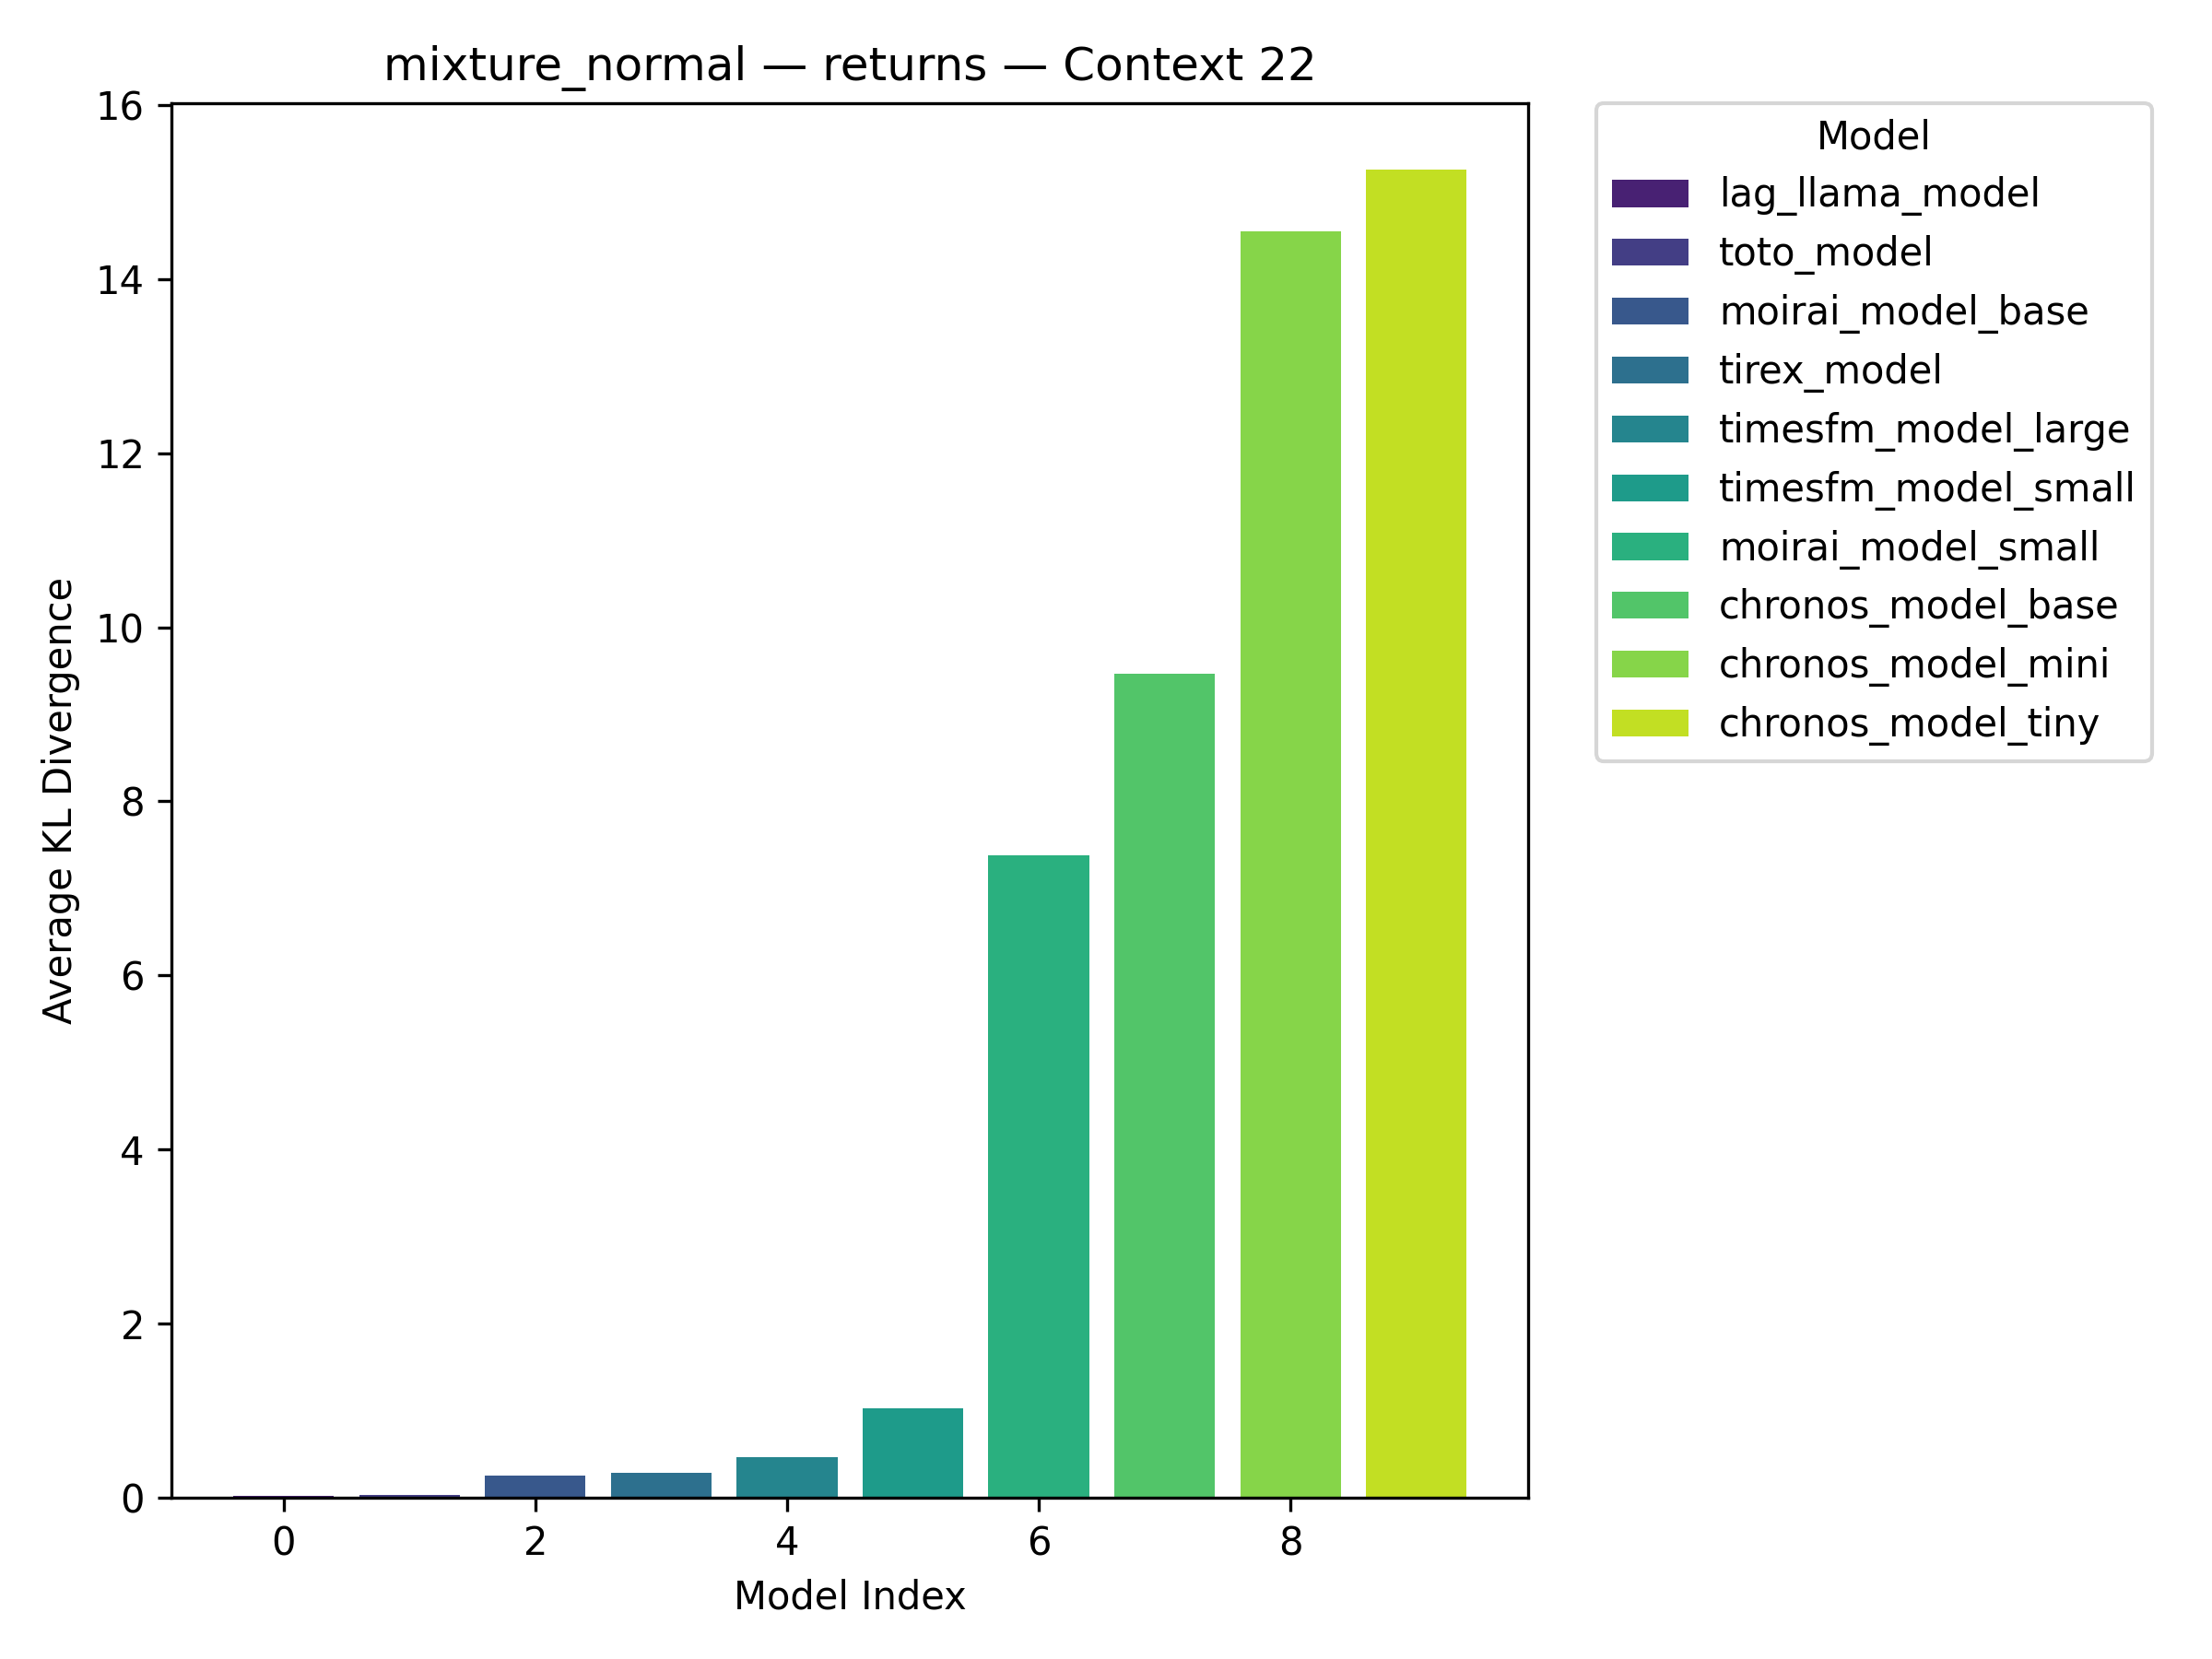 mixture_normal — returns — Context 22
Average KL Divergence
16
14
12
10
8
6
4
2
0
0 2 4 6 8
Model Index
Model
lag_llama_model
toto_model
moirai_model_base
tirex_model
timesfm_model_large
timesfm_model_small
moirai_model_small
chronos_model_base
chronos_model_mini
chronos_model_tiny